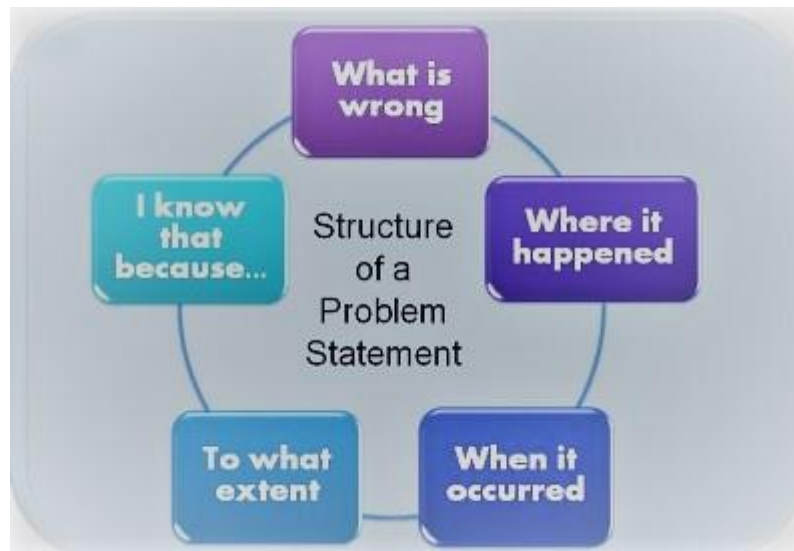 What is
wrong
Where it
happened
When it
occurred
To what
extent
I know
that
because...
Structure
of a
Problem
Statement